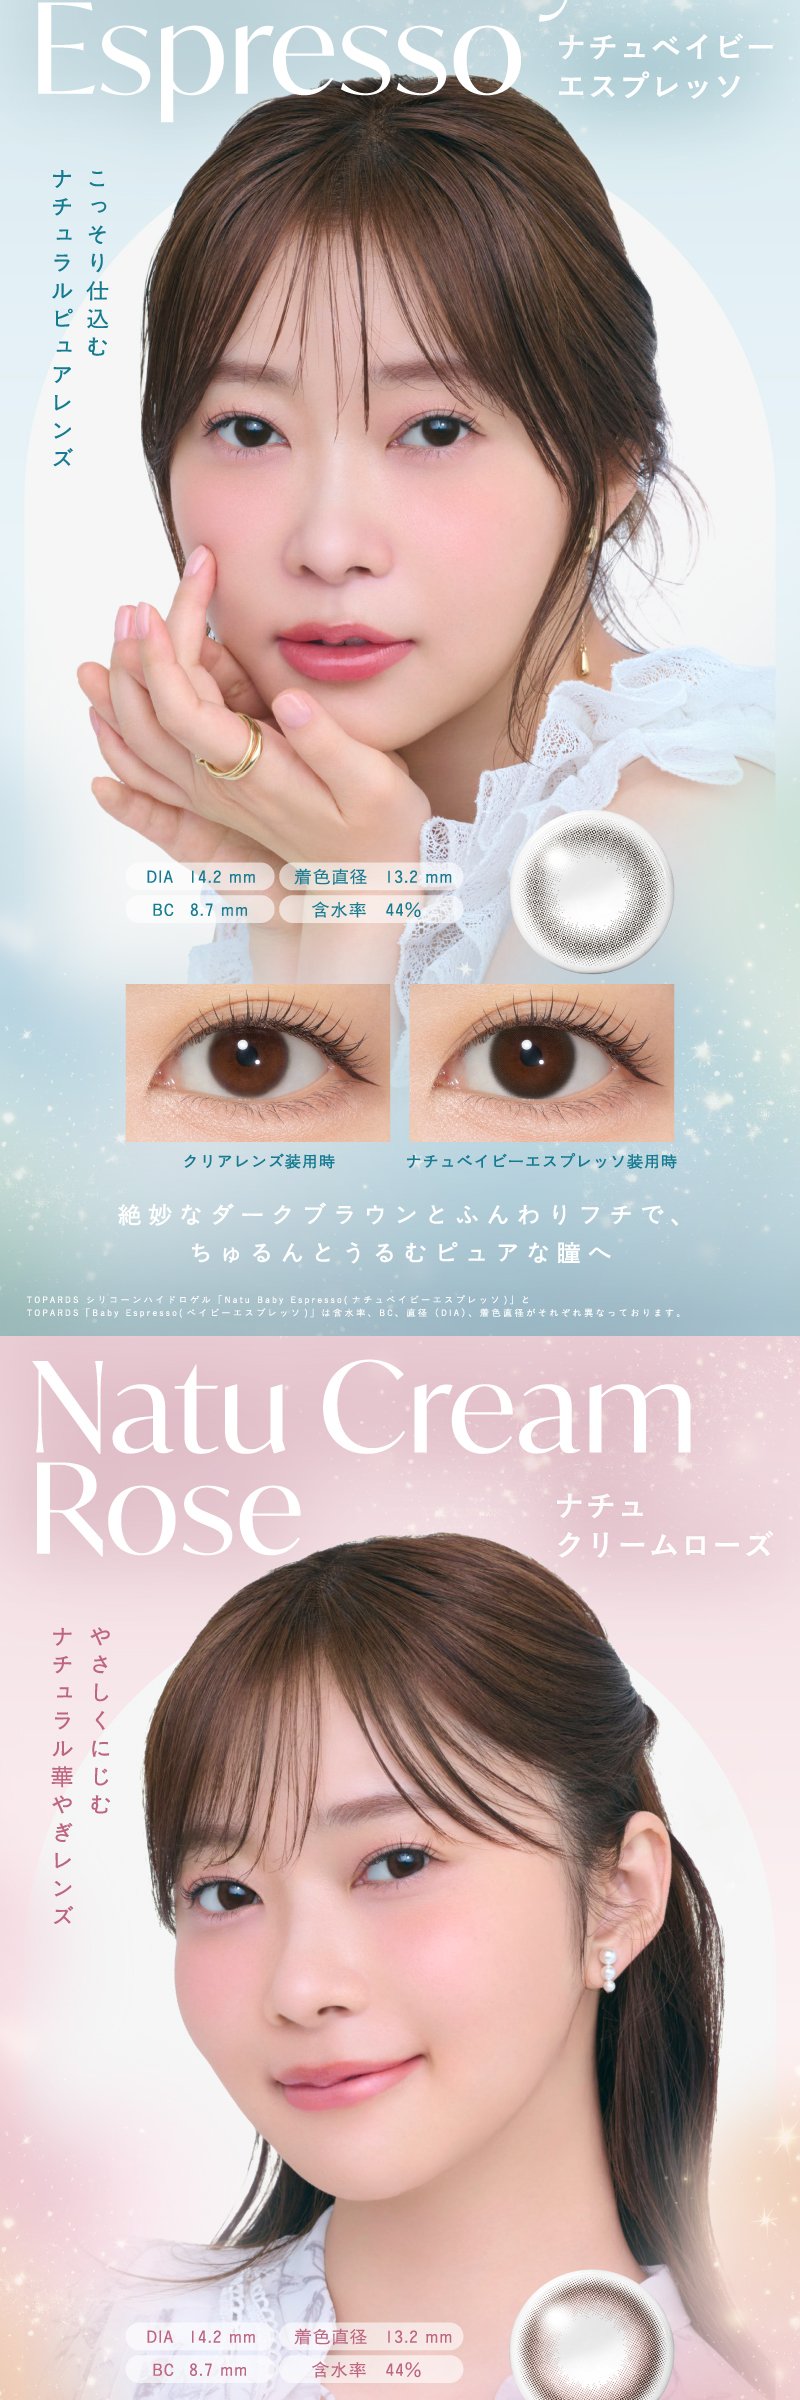 Espresso
ナチュベイビー
エスプレッソ
こっそり仕込む
ナチュラルピュアレンズ
DIA 14.2 mm
着色直径 13.2 mm
BC 8.7 mm
含水率 44%
クリアレンズ装用時
ナチュベイビーエスプレッソ装用時
絶妙なダークブラウンとふんわりフチで、
ちゅるんとうるむピュアな瞳へ
TOPARDS シリコーンハイドロゲル「Natu Baby Espresso(ナチュベイビーエスプレッソ)」と
TOPARDS「Baby Espresso(ベイビーエスプレッソ)」は含水率、BC、直径（DIA）、着色直径がそれぞれ異なっております。
Natu Cream
Rose
ナチュ
クリームローズ
やさしくにじむ
ナチュラル華やぎレンズ
DIA 14.2 mm
着色直径 13.2 mm
BC 8.7 mm
含水率 44%